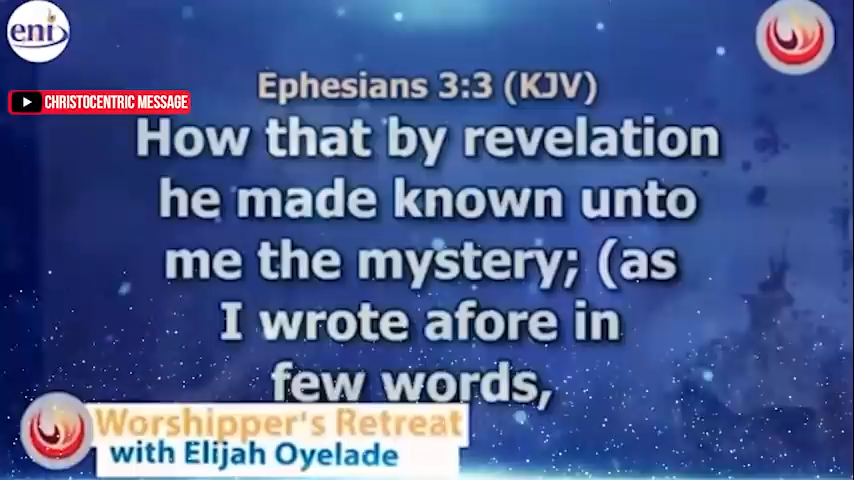 eni
CHRISTOCENTRIC MESSAGE
Ephesians 3:3 (KJV)
How that by revelation
he made known unto
me the mystery; (as
I wrote afore in
few words,
Worshipper's Retreat
with Elijah Oyelade